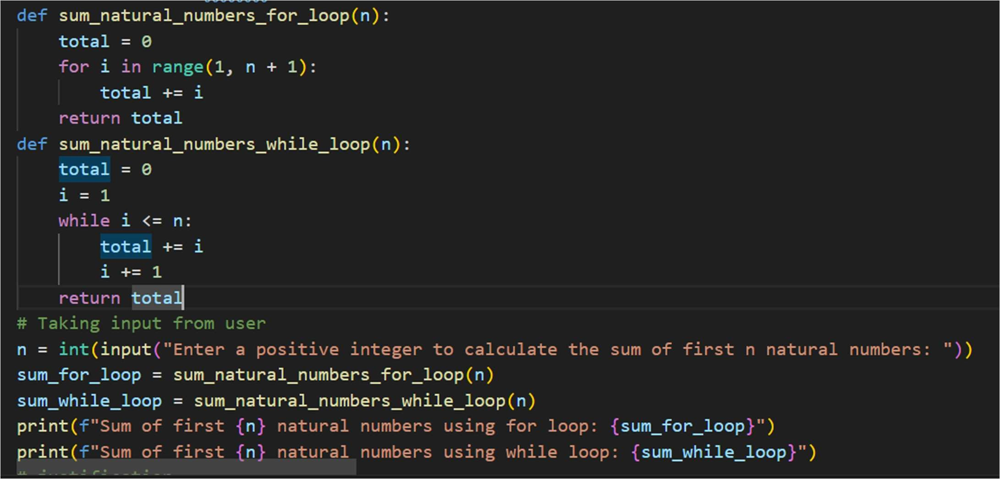 def sum_natural_numbers_for_loop(n):
    total = 0
    for i in range(1, n + 1):
        total += i
    return total
def sum_natural_numbers_while_loop(n):
    total = 0
    i = 1
    while i <= n:
        total += i
        i += 1
    return total
# Taking input from user
n = int(input("Enter a positive integer to calculate the sum of first n natural numbers: "))
sum_for_loop = sum_natural_numbers_for_loop(n)
sum_while_loop = sum_natural_numbers_while_loop(n)
print(f"Sum of first {n} natural numbers using for loop: {sum_for_loop}")
print(f"Sum of first {n} natural numbers using while loop: {sum_while_loop}")